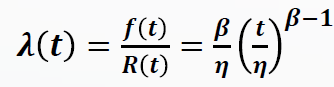 λ(t) = f(t)/R(t) = β/η (t/η)^(β−1)